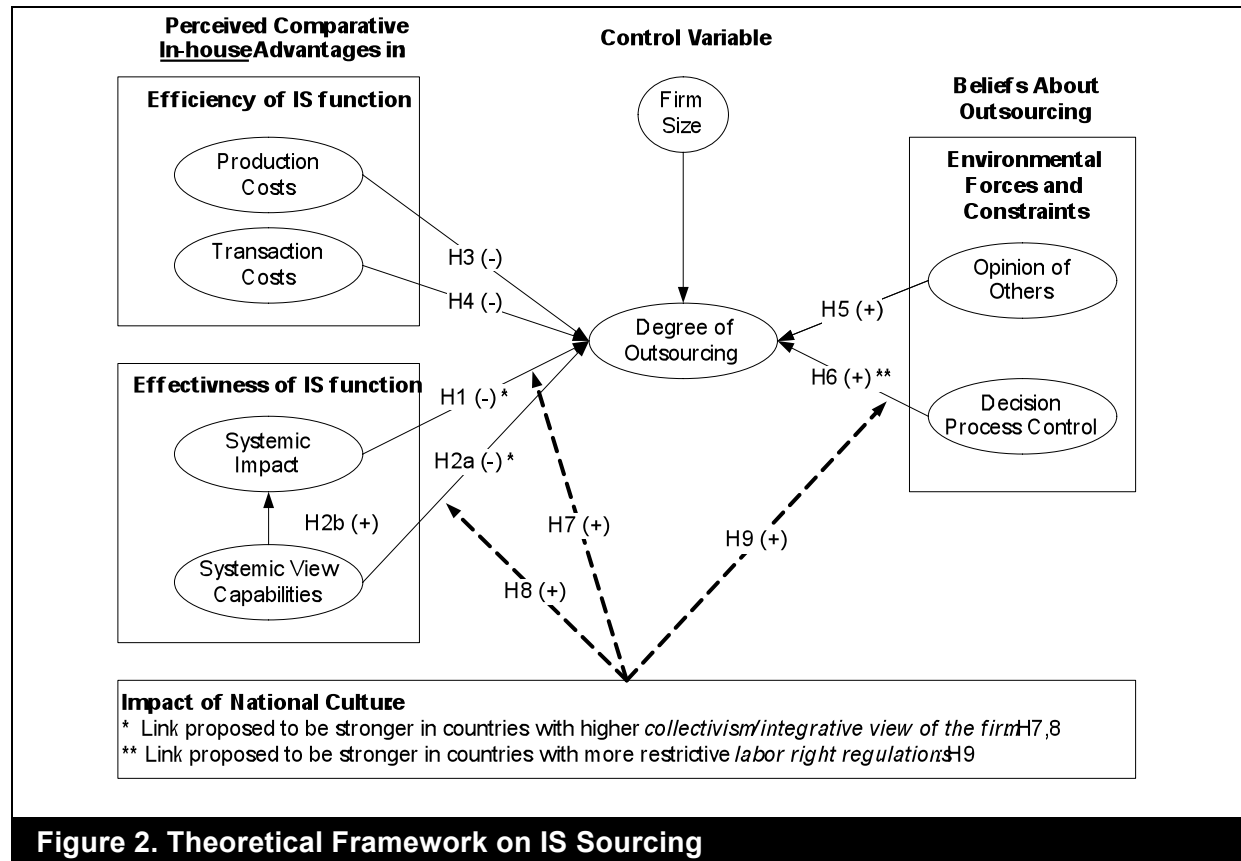 Perceived Comparative
In-house Advantages in
Control Variable
Efficiency of IS function
Firm
Size
Beliefs About
Outsourcing
Production
Costs
Environmental
Forces and
Constraints
Transaction
Costs
H3 (-)
H4 (-)
Opinion of
Others
H5 (+)
Degree of
Outsourcing
Effectivness of IS function
H1 (-)*
H6 (+)**
Systemic
Impact
Decision
Process Control
H2a (-)*
H2b (+)
H7 (+)
H9 (+)
Systemic View
Capabilities
H8 (+)
Impact of National Culture:
* Link proposed to be stronger in countries with higher collectivism/integrative view of the firm: H7,8
** Link proposed to be stronger in countries with more restrictive labor right regulations: H9
Figure 2. Theoretical Framework on IS Sourcing